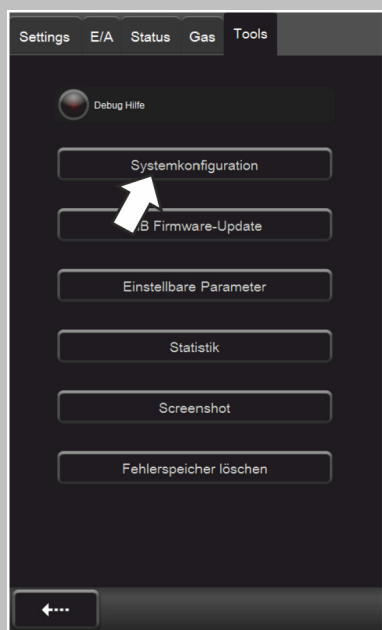 Settings E/A Status Gas Tools
Debug Hilfe
Systemkonfiguration
Firmware-Update
Einstellbare Parameter
Statistik
Screenshot
Fehlerspeicher löschen